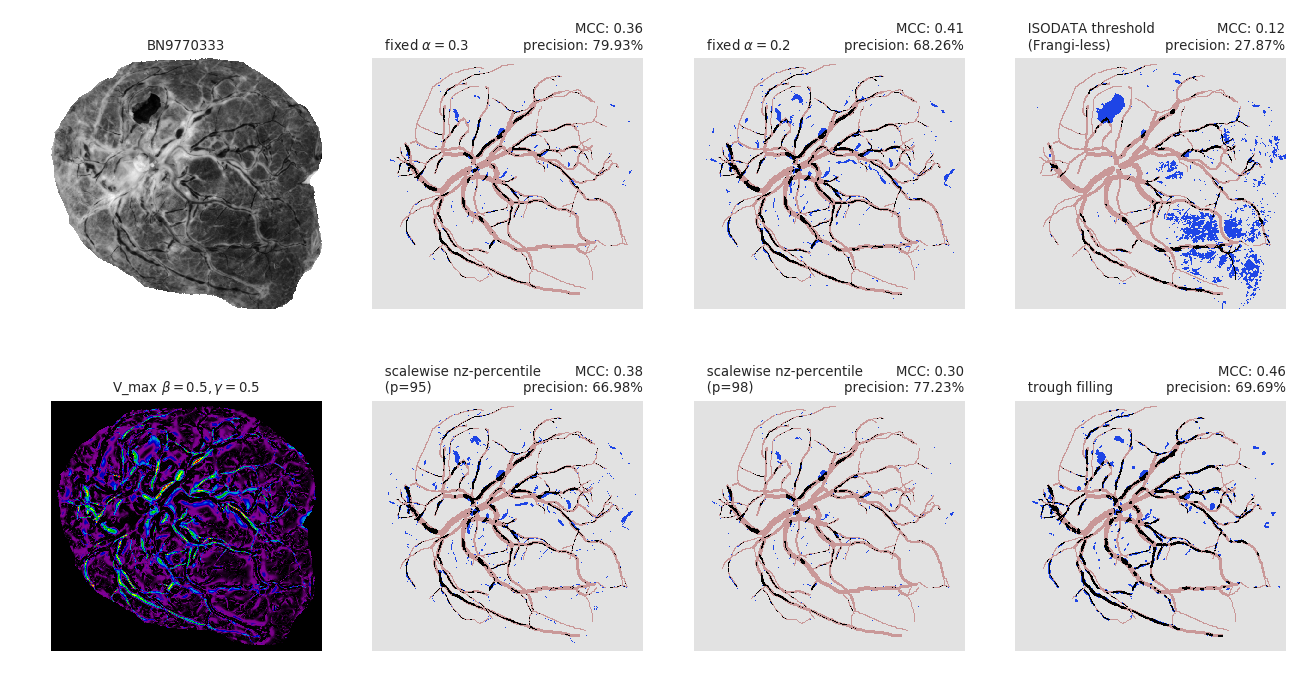 BN9770333
fixed α = 0.3
MCC: 0.36
precision: 79.93%
fixed α = 0.2
MCC: 0.41
precision: 68.26%
ISODATA threshold
(Frangi-less)
MCC: 0.12
precision: 27.87%
V_max β = 0.5, γ = 0.5
scalewise nz-percentile
(p=95)
MCC: 0.38
precision: 66.98%
scalewise nz-percentile
(p=98)
MCC: 0.30
precision: 77.23%
trough filling
MCC: 0.46
precision: 69.69%